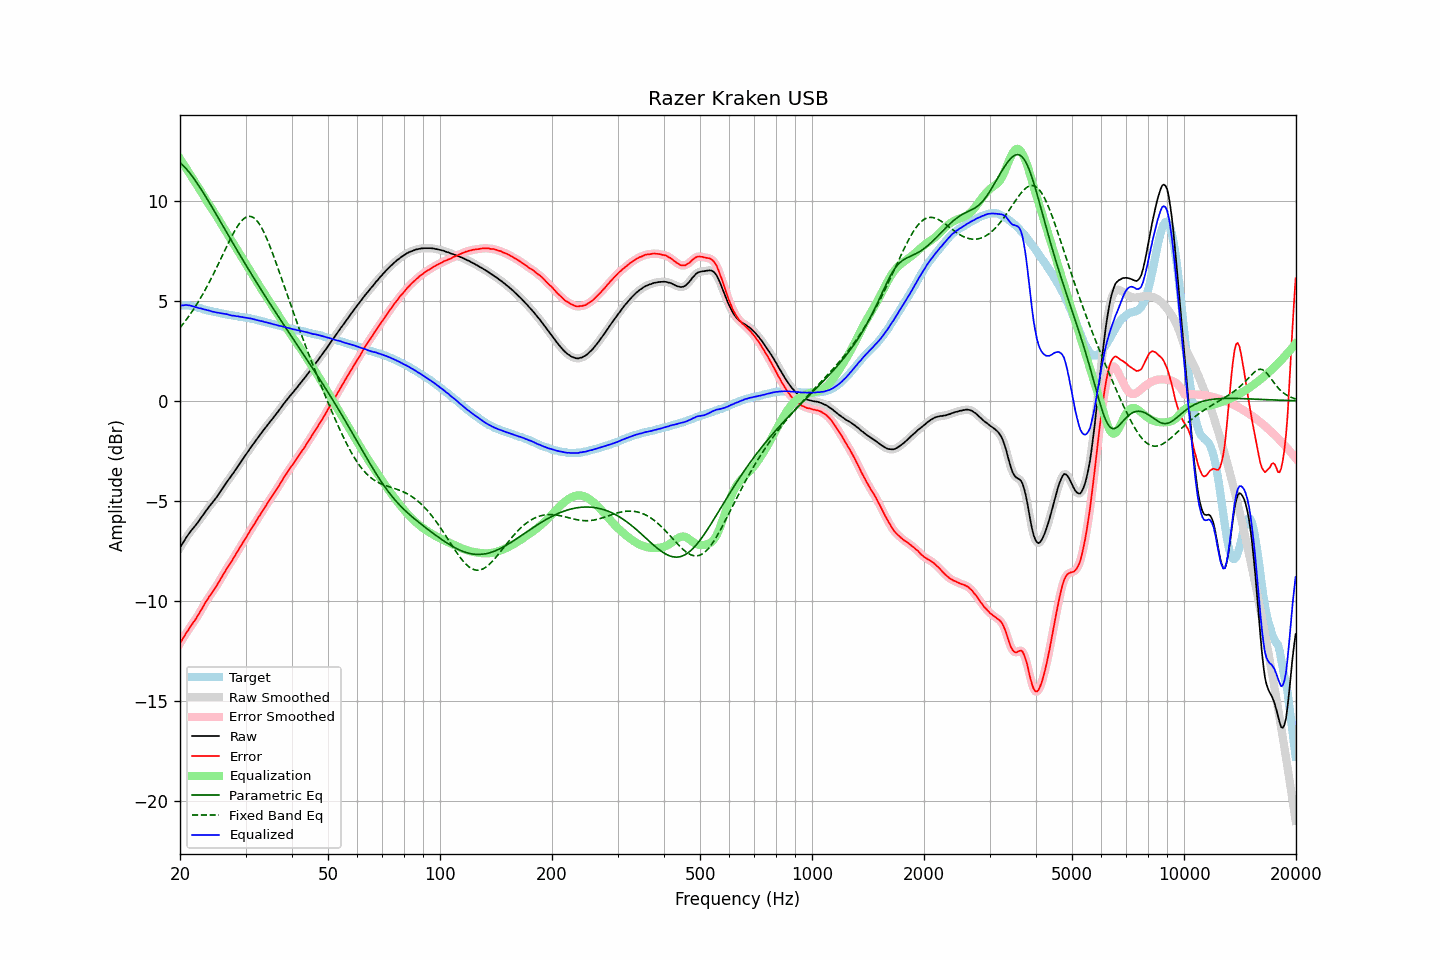 Razer Kraken USB
Amplitude (dBr)
10
5
0
−5
−10
−15
−20
Target
Raw Smoothed
Error Smoothed
Raw
Error
Equalization
Parametric Eq
Fixed Band Eq
Equalized
20
50
100
200
500
1000
2000
5000
10000
20000
Frequency (Hz)